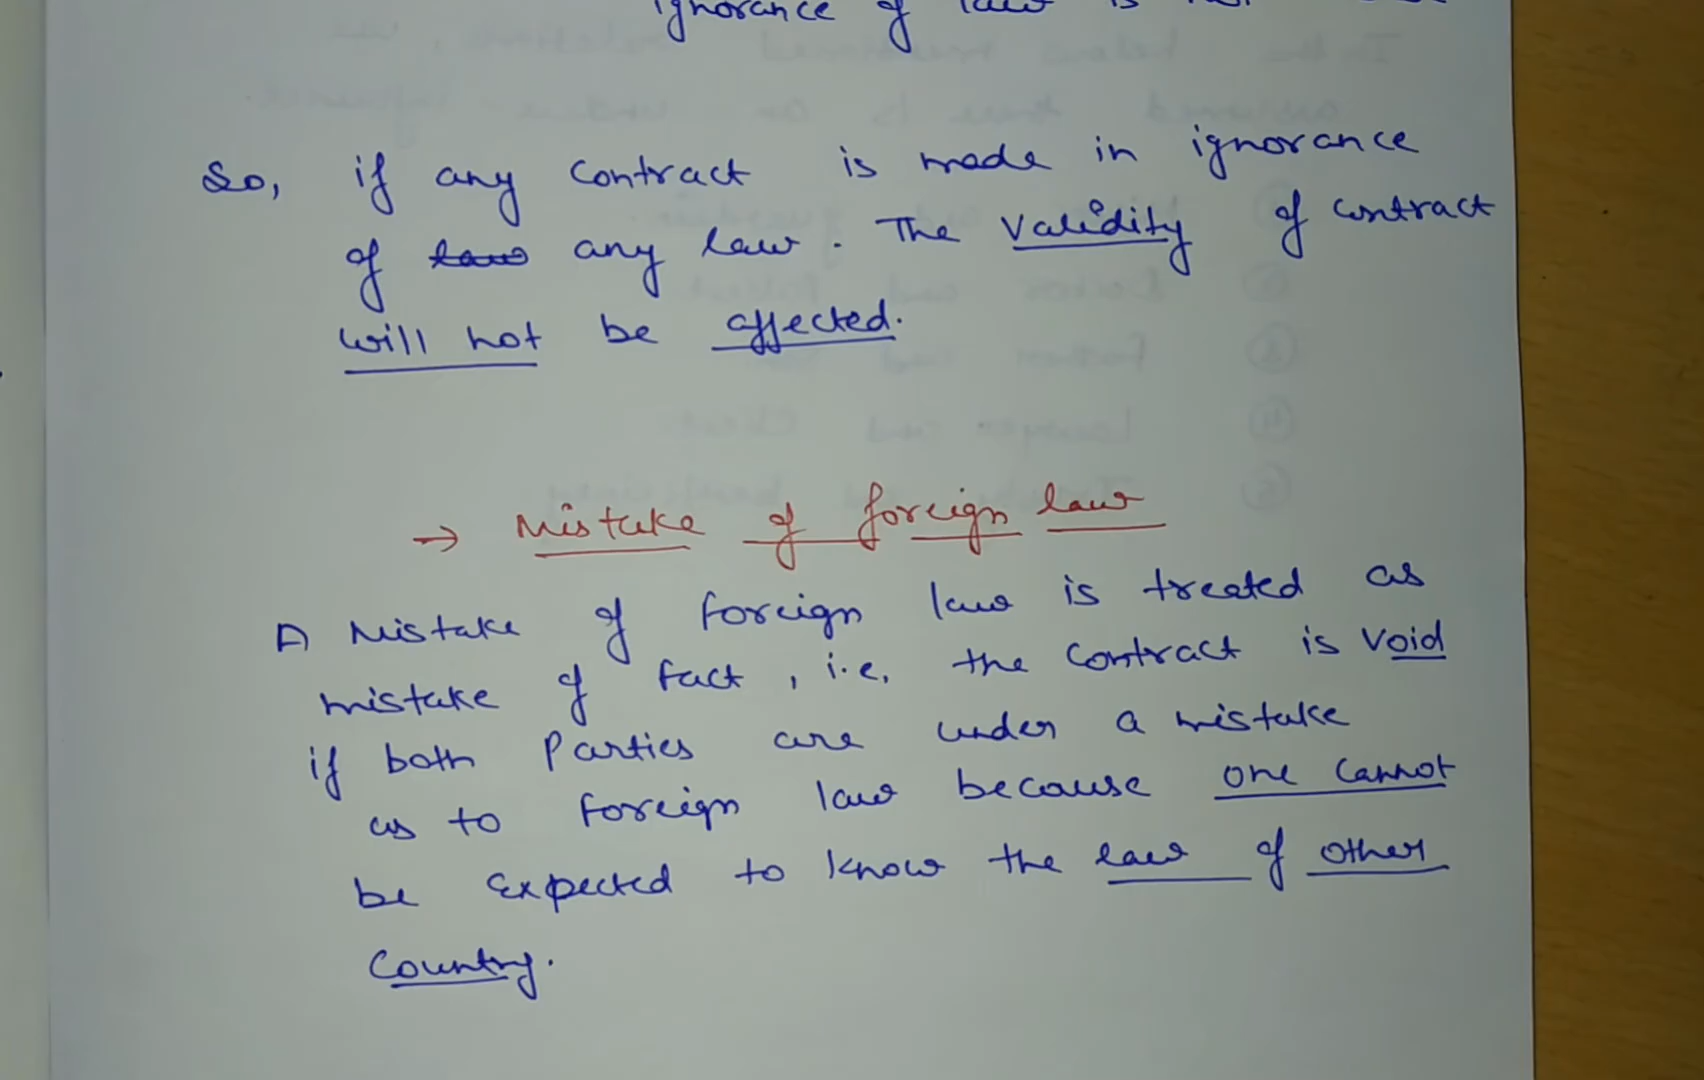 ignorance of law is
So, if any contract is made in ignorance
of ~~law~~ any law. The validity of contract
will not be affected.
→ Mistake of foreign law
A Mistake of foreign law is treated as
mistake of fact, i.e. the contract is void
if both parties are under a mistake
as to foreign law because one cannot
be expected to know the law of other
country.